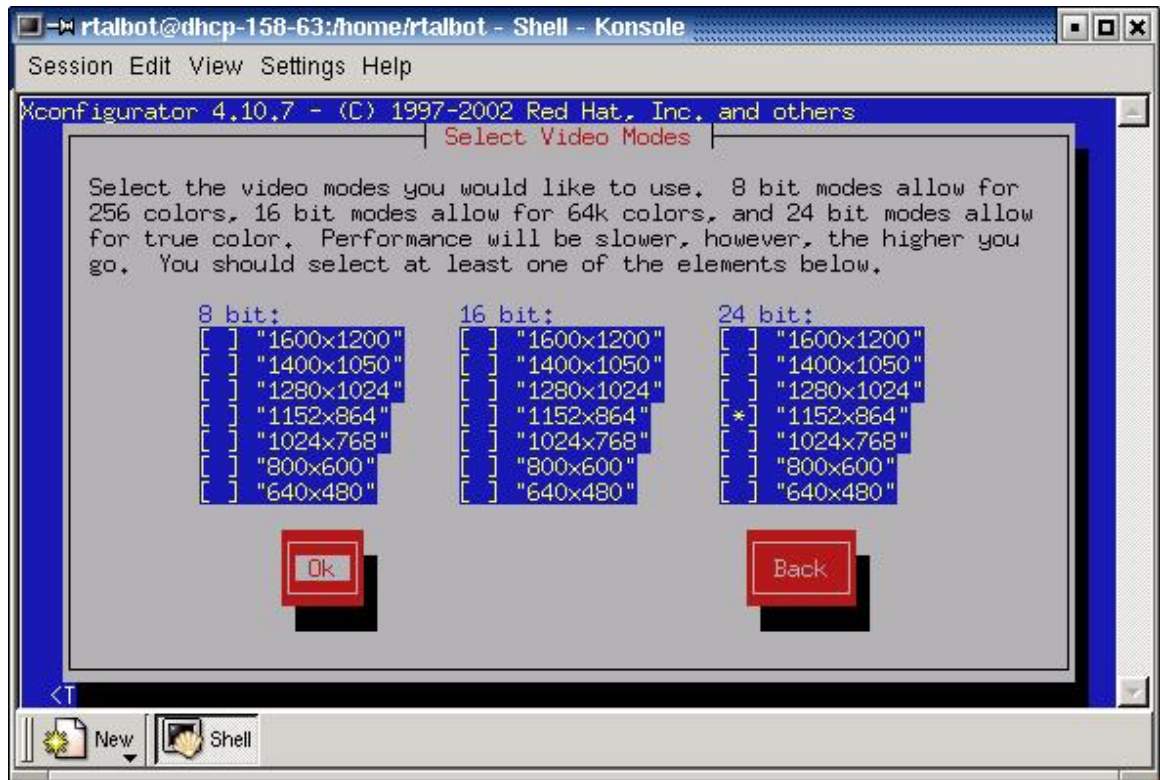 rtalbot@dhcp-158-63:/home/rtalbot - Shell - Konsole
Session Edit View Settings Help
Xconfigurator 4.10.7 - (C) 1997-2002 Red Hat, Inc. and others
Select Video Modes
Select the video modes you would like to use. 8 bit modes allow for
256 colors, 16 bit modes allow for 64k colors, and 24 bit modes allow
for true color. Performance will be slower, however, the higher you
go. You should select at least one of the elements below.
8 bit: 16 bit: 24 bit:
[ ] "1600x1200" [ ] "1600x1200" [ ] "1600x1200"
[ ] "1400x1050" [ ] "1400x1050" [ ] "1400x1050"
[ ] "1280x1024" [ ] "1280x1024" [ ] "1280x1024"
[ ] "1152x864" [ ] "1152x864" [*] "1152x864"
[ ] "1024x768" [ ] "1024x768" [ ] "1024x768"
[ ] "800x600" [ ] "800x600" [ ] "800x600"
[ ] "640x480" [ ] "640x480" [ ] "640x480"
Ok Back
<T
New Shell